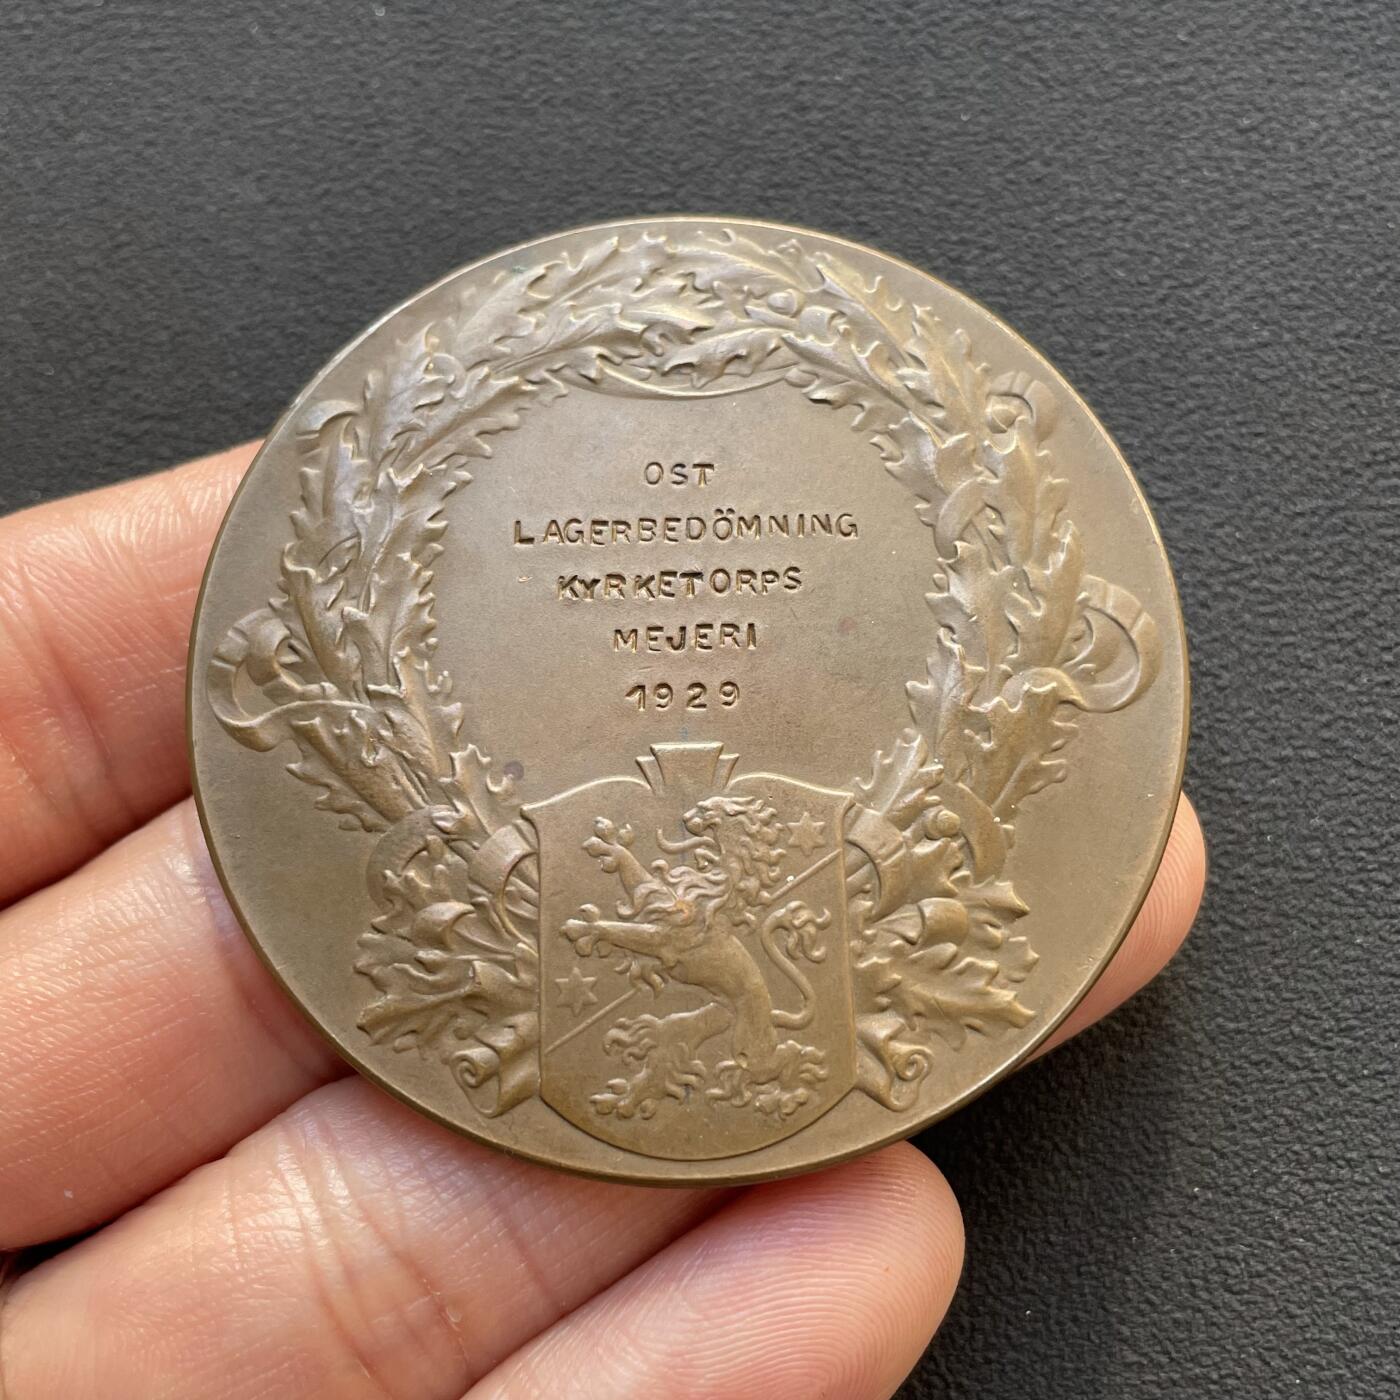 OST
LAGERBEDÖMNING
KYRKETORPS
MEJERI
1929